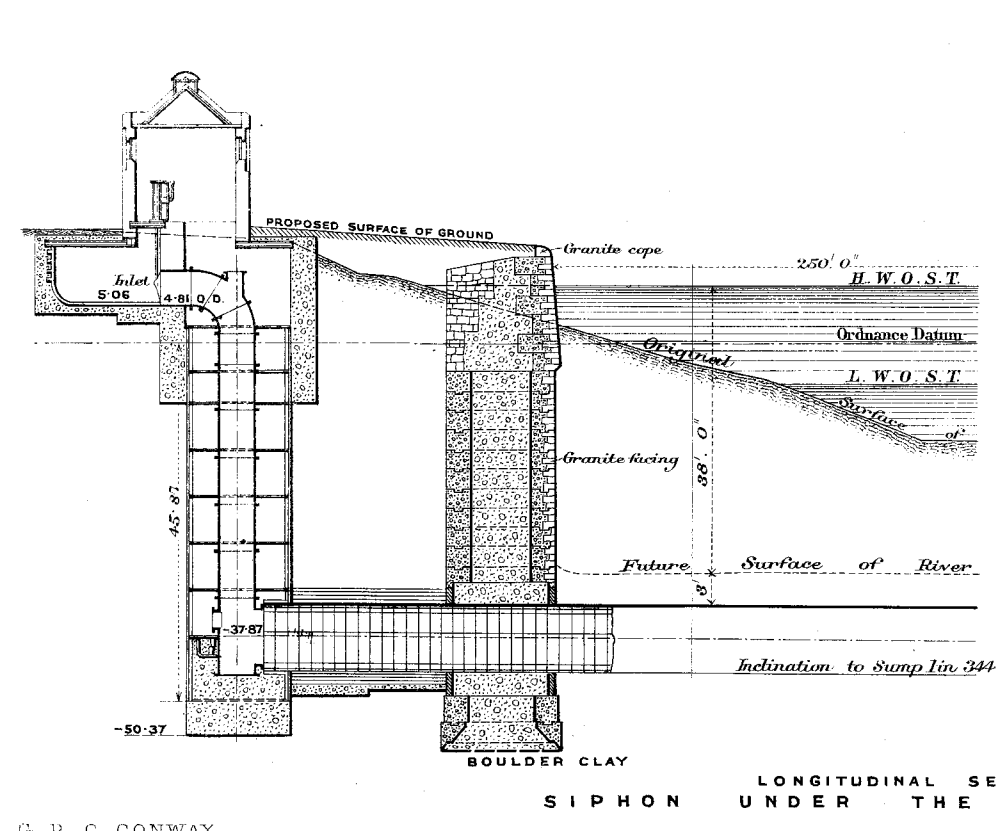 PROPOSED SURFACE OF GROUND
Granite cope
250' 0"
H. W. O. S. T.
Inlet
5·06
4·81 O. D.
Ordnance Datum
Original
L. W. O. S. T.
Surface
of
38'. 0"
Granite facing
45·87
Future Surface of River
3'
-37·87
Inclination to Sump 1 in 344
-50·37
BOULDER CLAY
LONGITUDINAL SE
SIPHON UNDER THE
G. R. G. CONWAY